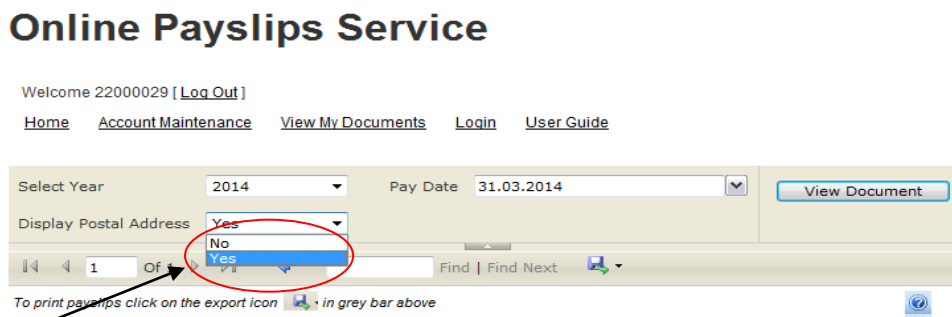 Online Payslips Service
Welcome 22000029 [ Log Out ]
Home Account Maintenance View My Documents Login User Guide
Select Year 2014 Pay Date 31.03.2014 View Document
Display Postal Address Yes
No
Yes
1 Of 1 Find | Find Next
To print payslips click on the export icon in grey bar above